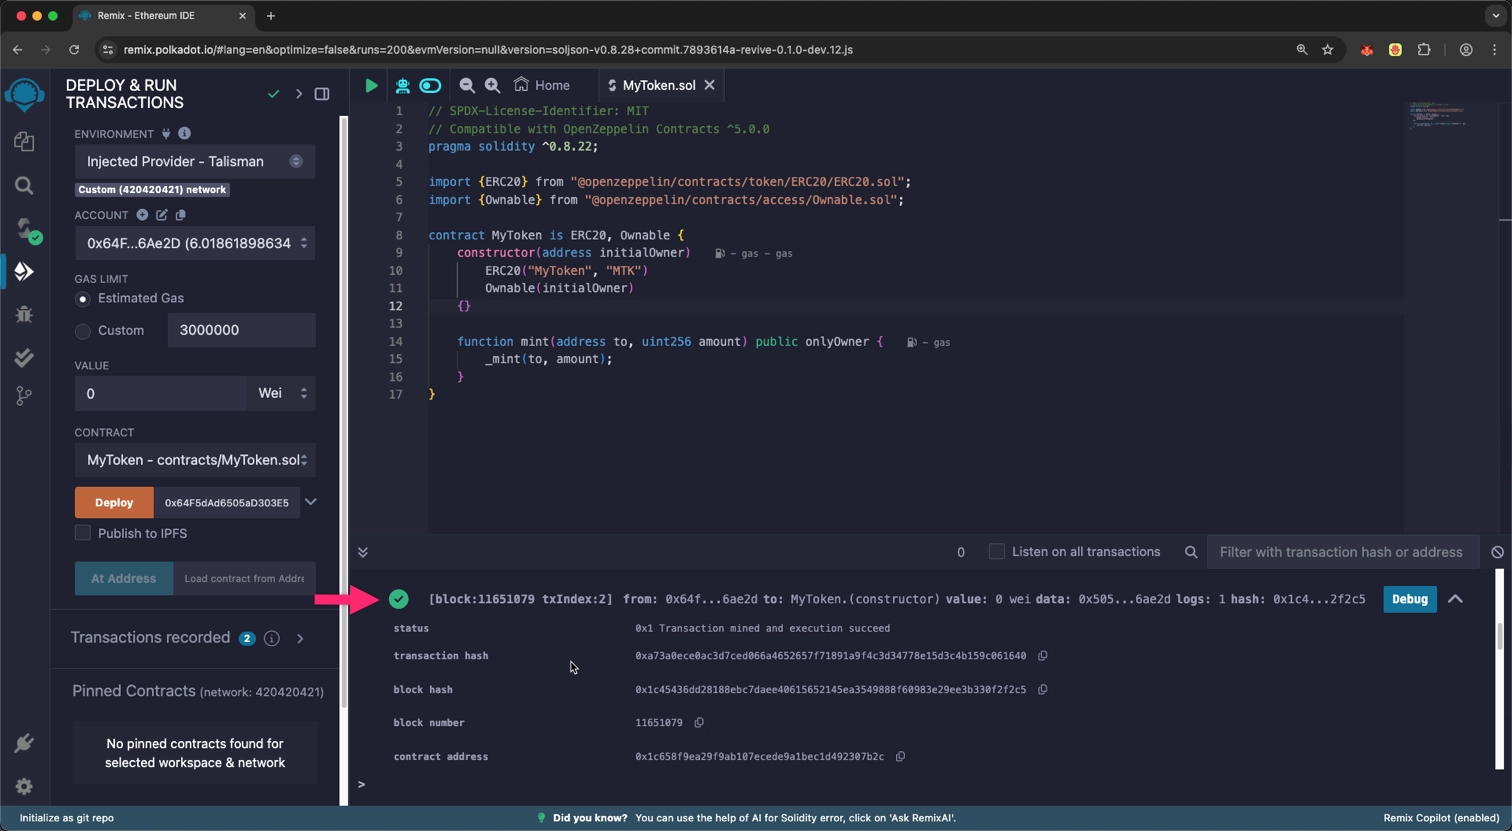 Remix - Ethereum IDE
remix.polkadot.io/#lang=en&optimize=false&runs=200&evmVersion=null&version=soljson-v0.8.28+commit.7893614a-revive-0.1.0-dev.12.js
DEPLOY & RUN
TRANSACTIONS
ENVIRONMENT
Injected Provider - Talisman
Custom (420420421) network
ACCOUNT
0x64F...6Ae2D (6.01861898634
GAS LIMIT
Estimated Gas
Custom
3000000
VALUE
0
Wei
CONTRACT
MyToken - contracts/MyToken.sol
Deploy
0x64F5dAd6505aD303E5
Publish to IPFS
At Address
Load contract from Addre
Transactions recorded 2
Pinned Contracts (network: 420420421)
No pinned contracts found for
selected workspace & network
Home
MyToken.sol
1 // SPDX-License-Identifier: MIT
2 // Compatible with OpenZeppelin Contracts ^5.0.0
3 pragma solidity ^0.8.22;
4
5 import {ERC20} from "@openzeppelin/contracts/token/ERC20/ERC20.sol";
6 import {Ownable} from "@openzeppelin/contracts/access/Ownable.sol";
7
8 contract MyToken is ERC20, Ownable {
9 constructor(address initialOwner) - gas - gas
10 ERC20("MyToken", "MTK")
11 Ownable(initialOwner)
12 {}
13
14 function mint(address to, uint256 amount) public onlyOwner { - gas
15 _mint(to, amount);
16 }
17 }
0
Listen on all transactions
Filter with transaction hash or address
[block:11651079 txIndex:2] from: 0x64f...6ae2d to: MyToken.(constructor) value: 0 wei data: 0x505...6ae2d logs: 1 hash: 0x1c4...2f2c5
Debug
status 0x1 Transaction mined and execution succeed
transaction hash 0xa73a0ece0ac3d7ced066a4652657f71891a9f4c3d34778e15d3c4b159c061640
block hash 0x1c45436dd28188ebc7daee40615652145ea3549888f60983e29ee3b330f2f2c5
block number 11651079
contract address 0x1c658f9ea29f9ab107ecede9a1bec1d492307b2c
>
Initialize as git repo
Did you know? You can use the help of AI for Solidity error, click on 'Ask RemixAI'.
Remix Copilot (enabled)